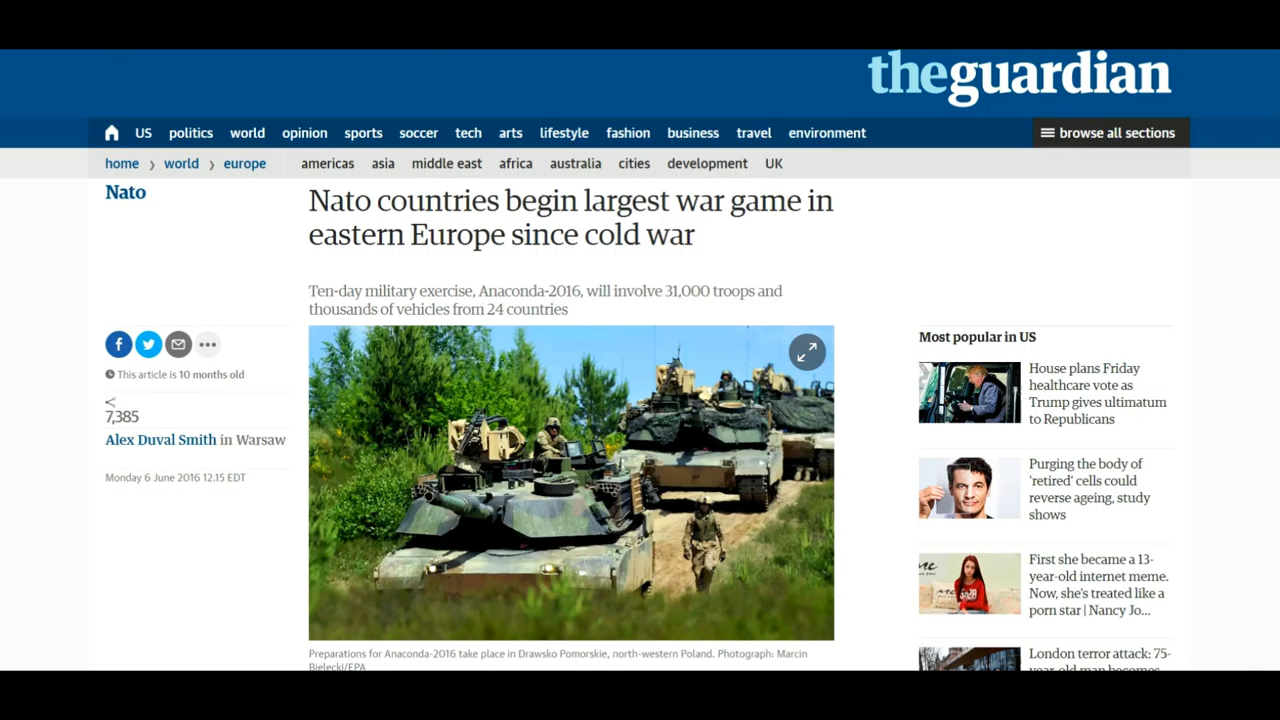 theguardian
US politics world opinion sports soccer tech arts lifestyle fashion business travel environment browse all sections
home world europe americas asia middle east africa australia cities development UK
Nato
Nato countries begin largest war game in
eastern Europe since cold war
Ten-day military exercise, Anaconda-2016, will involve 31,000 troops and
thousands of vehicles from 24 countries
This article is 10 months old
7,385
Alex Duval Smith in Warsaw
Monday 6 June 2016 12.15 EDT
Preparations for Anaconda-2016 take place in Drawsko Pomorskie, north-western Poland. Photograph: Marcin
Bielecki/EPA
Most popular in US
House plans Friday
healthcare vote as
Trump gives ultimatum
to Republicans
Purging the body of
'retired' cells could
reverse ageing, study
shows
First she became a 13-
year-old internet meme.
Now, she's treated like a
porn star | Nancy Jo...
London terror attack: 75-
year-old man becomes